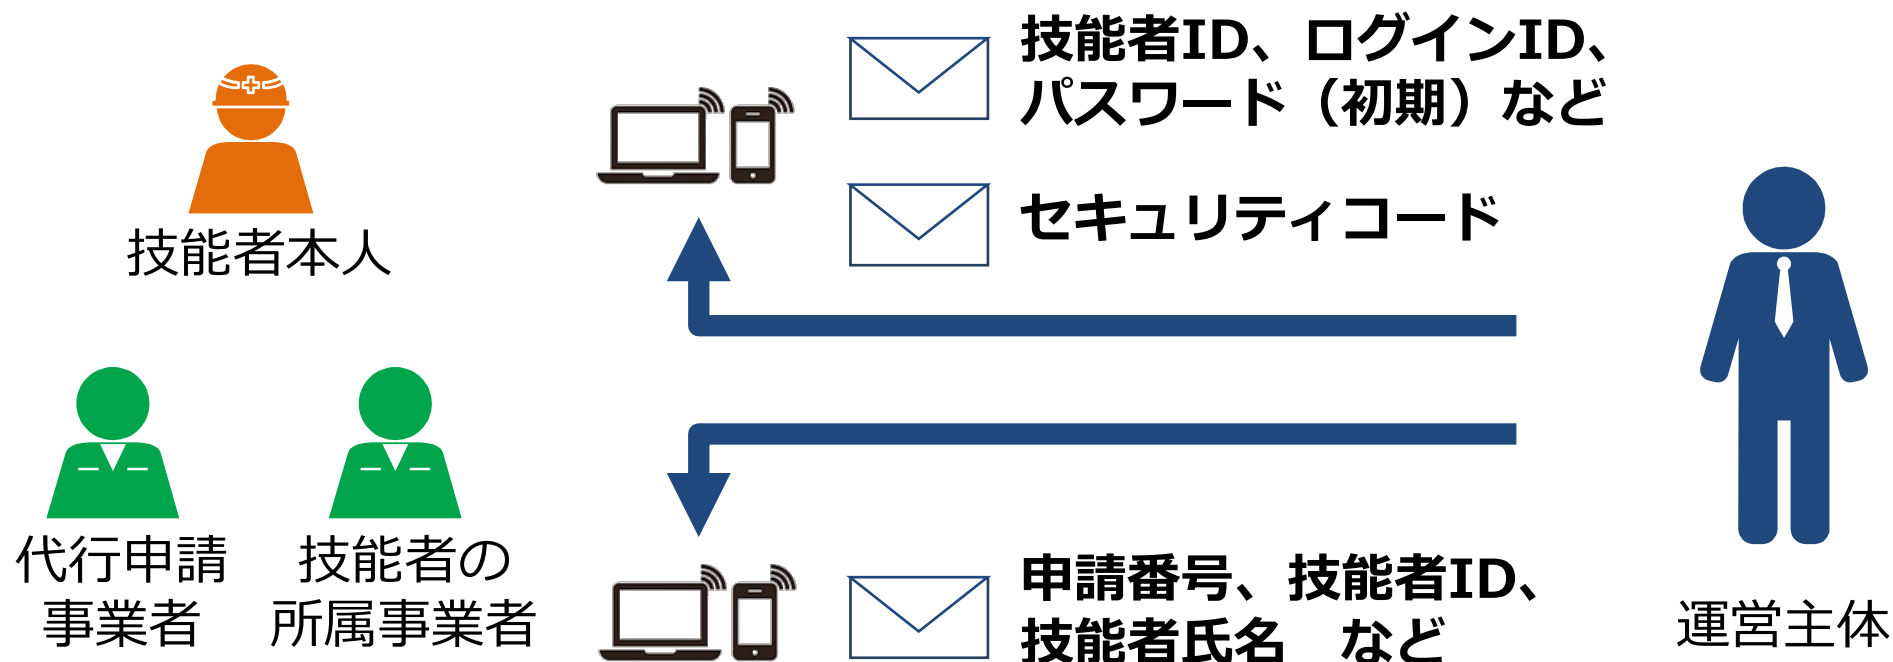 技能者ID、ログインID、
パスワード（初期）など
セキュリティコード
技能者本人
代行申請
事業者
技能者の
所属事業者
申請番号、技能者ID、
技能者氏名　など
運営主体